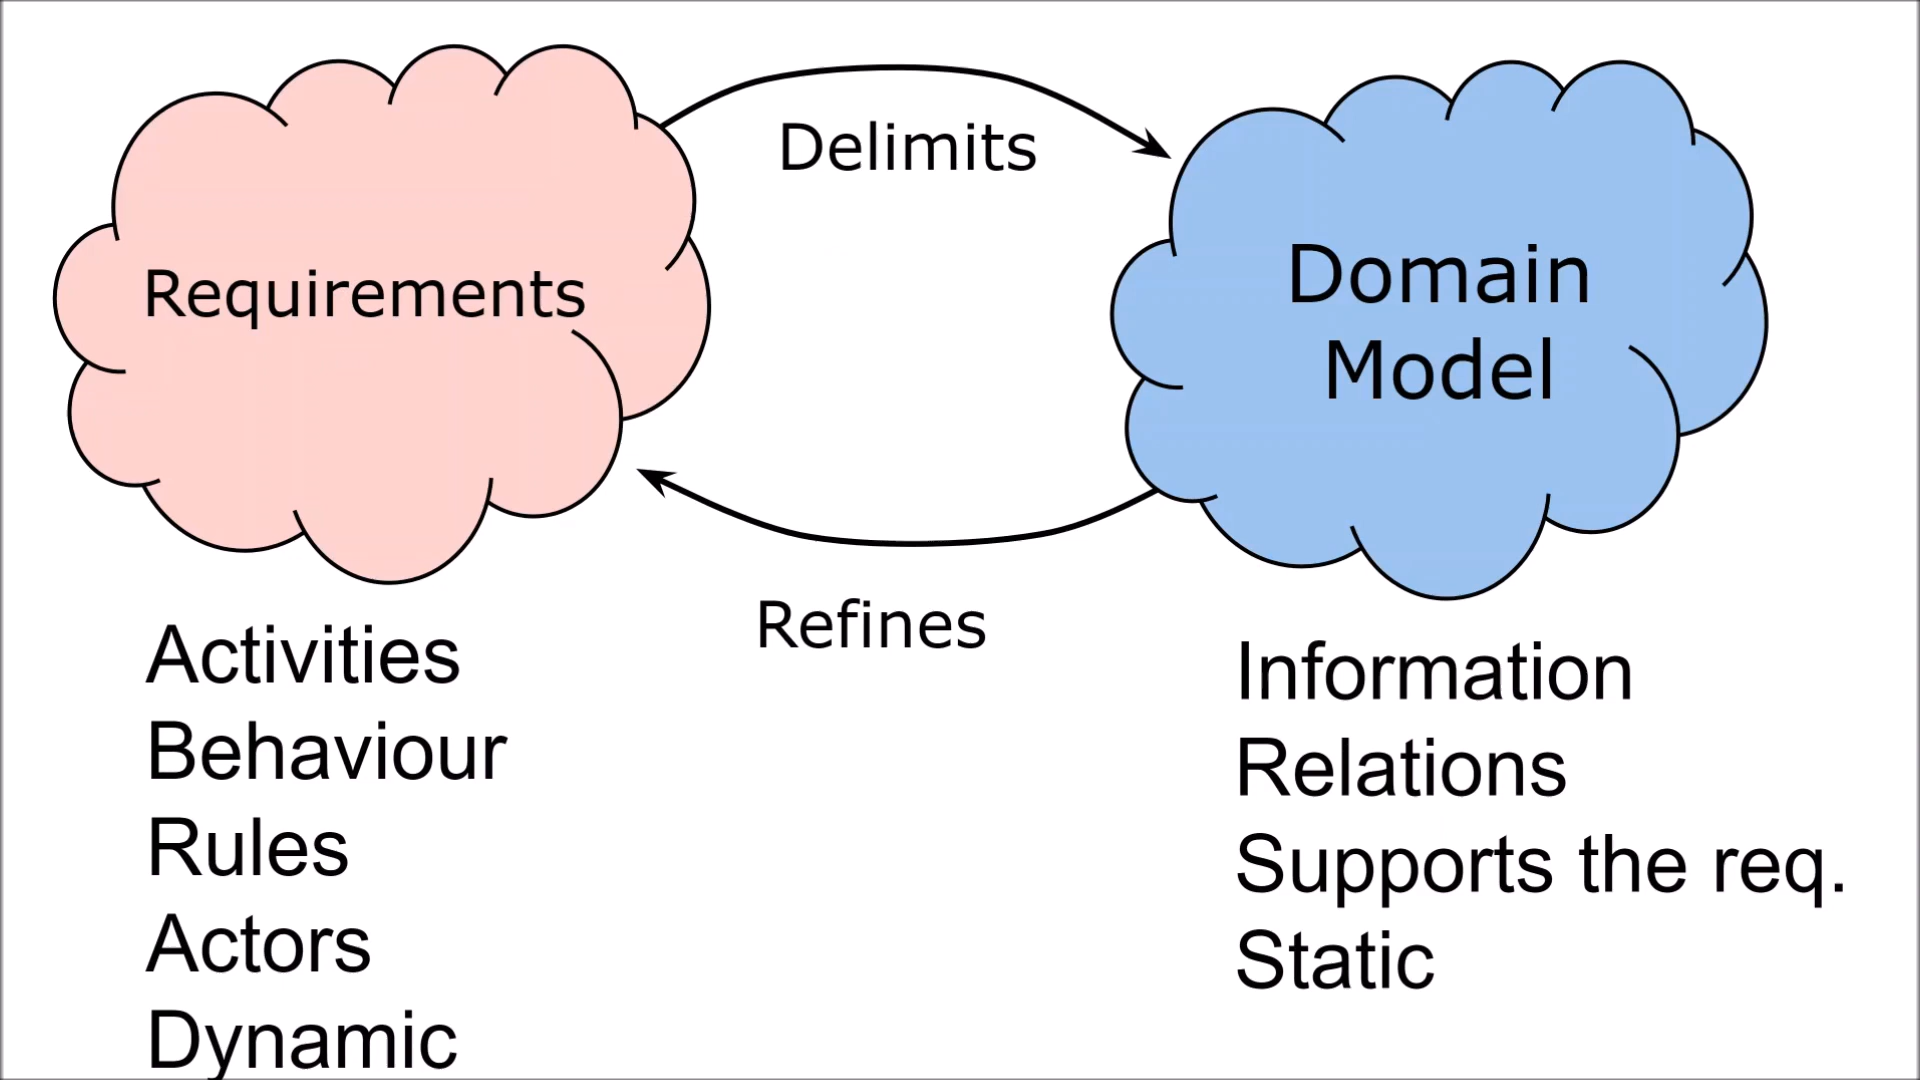 Delimits
Requirements
Domain
Model
Refines
Activities
Behaviour
Rules
Actors
Dynamic
Information
Relations
Supports the req.
Static